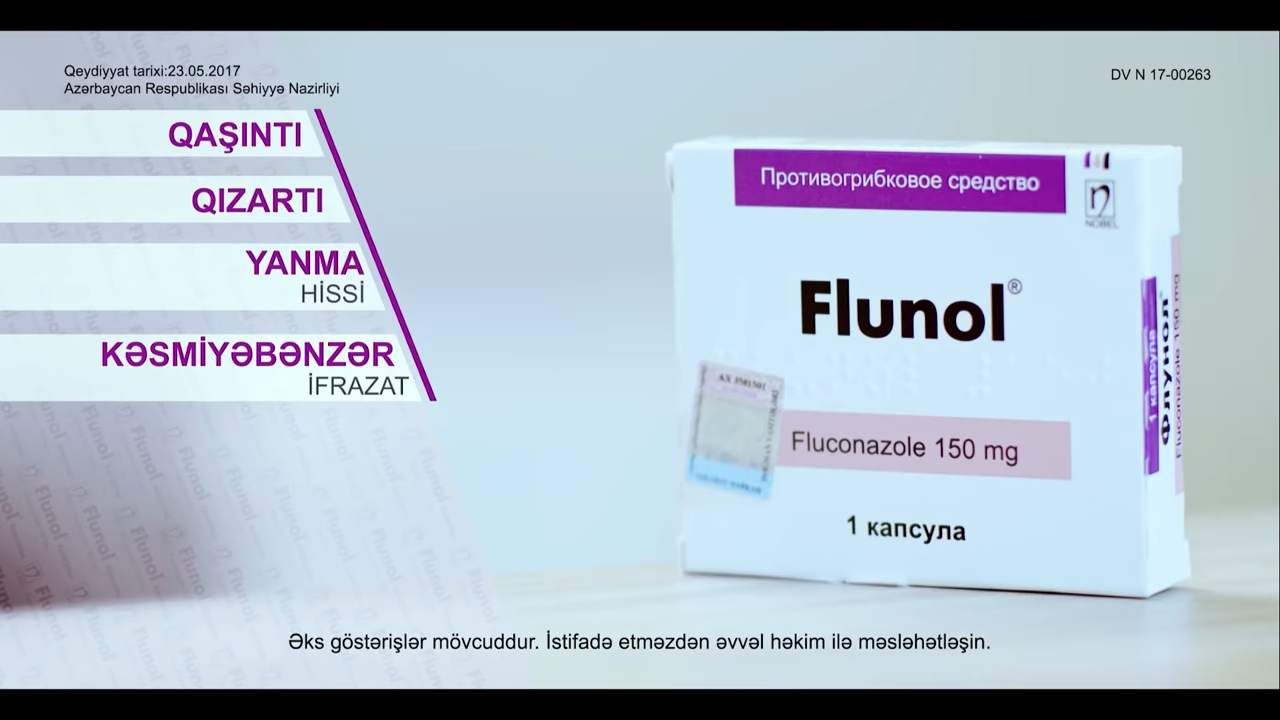 Qeydiyyat tarixi:23.05.2017
Azərbaycan Respublikası Səhiyyə Nazirliyi
DV N 17-00263
QAŞINTI
QIZARTI
YANMA
HİSSİ
KƏSMİYƏBƏNZƏR
İFRAZAT
Противогрибковое средство
NOBEL
Flunol®
Fluconazole 150 mg
1 капсула
1 капсула
Флунол®
Fluconazole 150 mg
Flunol
Əks göstərişlər mövcuddur. İstifadə etməzdən əvvəl həkim ilə məsləhətləşin.